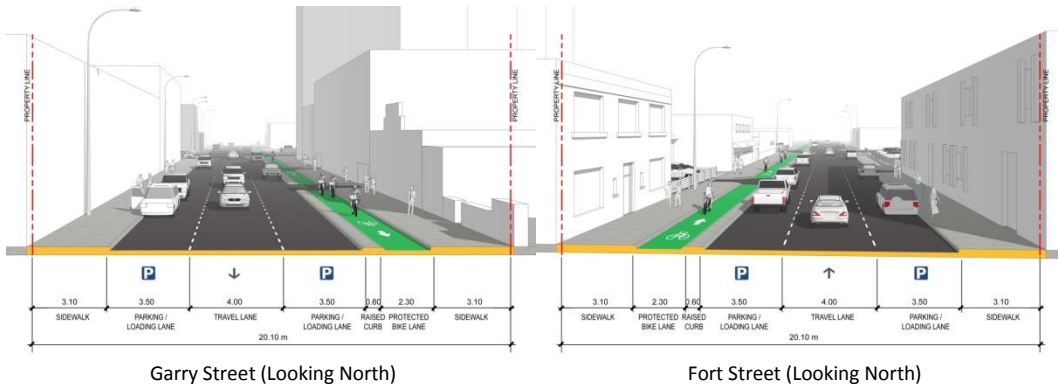 PROPERTY LINE
PROPERTY LINE
P
P
3.10 3.50 4.00 3.50 0.60 2.30 3.10
SIDEWALK PARKING / TRAVEL LANE PARKING / RAISED PROTECTED SIDEWALK
LOADING LANE LOADING LANE CURB BIKE LANE
20.10 m
Garry Street (Looking North)
PROPERTY LINE
PROPERTY LINE
P
P
3.10 2.30 0.60 3.50 4.00 3.50 3.10
SIDEWALK PROTECTED RAISED PARKING / TRAVEL LANE PARKING / SIDEWALK
BIKE LANE CURB LOADING LANE LOADING LANE
20.10 m
Fort Street (Looking North)